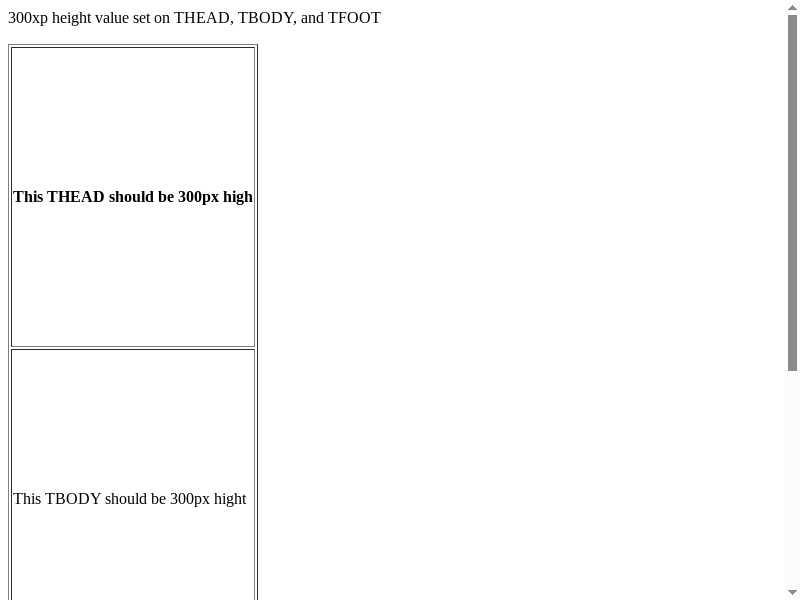 300xp height value set on THEAD, TBODY, and TFOOT
This THEAD should be 300px high
This TBODY should be 300px hight